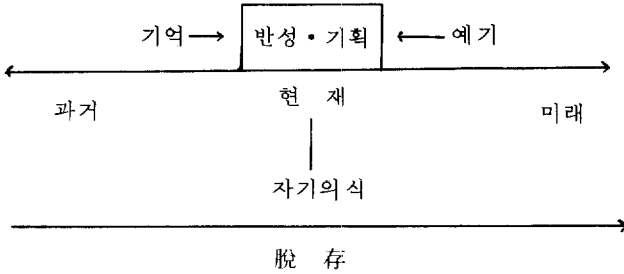 기억 → 반성・기획 ← 예기
과거 현 재 미래
자기의식
脫 存